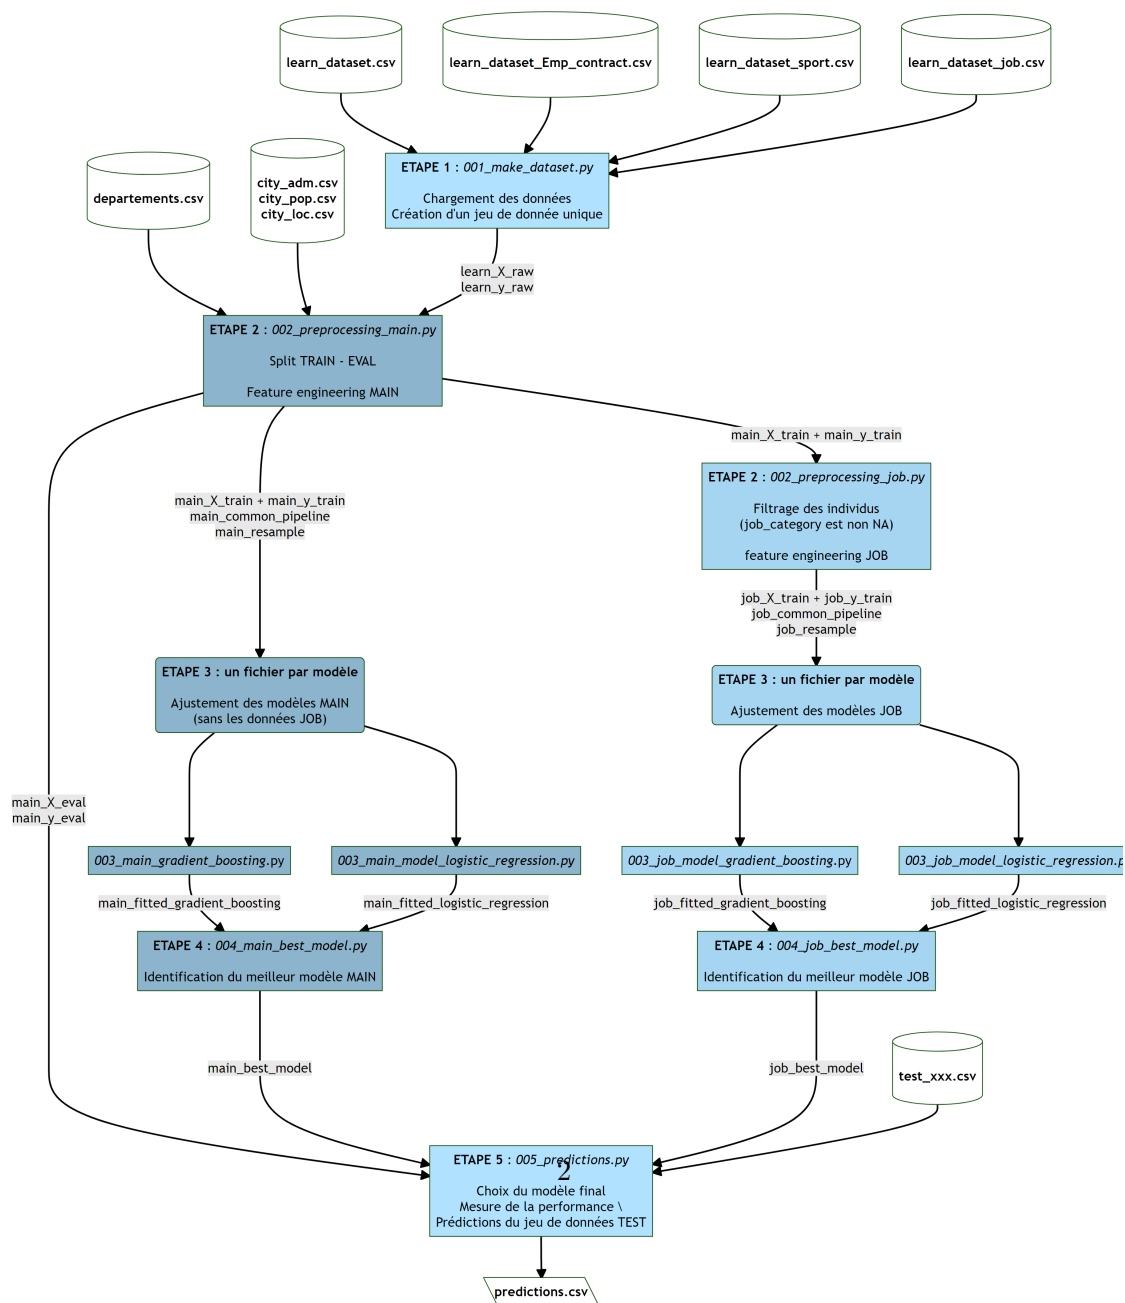 learn_dataset.csv
learn_dataset_Emp_contract.csv
learn_dataset_sport.csv
learn_dataset_job.csv
departements.csv
city_adm.csv
city_pop.csv
city_loc.csv
ETAPE 1 : 001_make_dataset.py
Chargement des données
Création d'un jeu de donnée unique
learn_X_raw
learn_y_raw
ETAPE 2 : 002_preprocessing_main.py
Split TRAIN - EVAL
Feature engineering MAIN
main_X_train + main_y_train
ETAPE 2 : 002_preprocessing_job.py
Filtrage des individus
(job_category est non NA)
feature engineering JOB
main_X_train + main_y_train
main_common_pipeline
main_resample
job_X_train + job_y_train
job_common_pipeline
job_resample
ETAPE 3 : un fichier par modèle
Ajustement des modèles MAIN
(sans les données JOB)
ETAPE 3 : un fichier par modèle
Ajustement des modèles JOB
main_X_eval
main_y_eval
003_main_gradient_boosting.py
003_main_model_logistic_regression.py
003_job_model_gradient_boosting.py
003_job_model_logistic_regression.p
main_fitted_gradient_boosting
main_fitted_logistic_regression
job_fitted_gradient_boosting
job_fitted_logistic_regression
ETAPE 4 : 004_main_best_model.py
Identification du meilleur modèle MAIN
ETAPE 4 : 004_job_best_model.py
Identification du meilleur modèle JOB
main_best_model
job_best_model
test_xxx.csv
ETAPE 5 : 005_predictions.py
2
Choix du modèle final
Mesure de la performance \
Prédictions du jeu de données TEST
predictions.csv